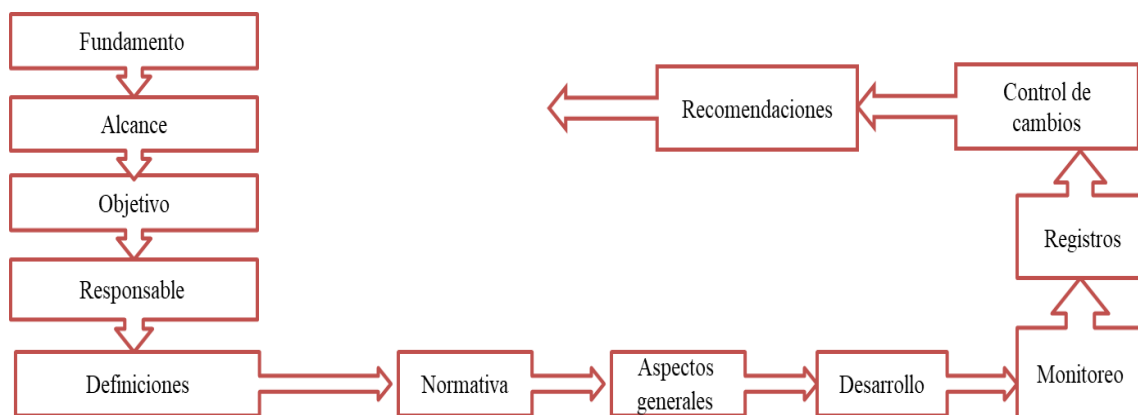 Fundamento
Alcance
Objetivo
Responsable
Definiciones
Normativa
Aspectos
generales
Desarrollo
Monitoreo
Registros
Control de
cambios
Recomendaciones